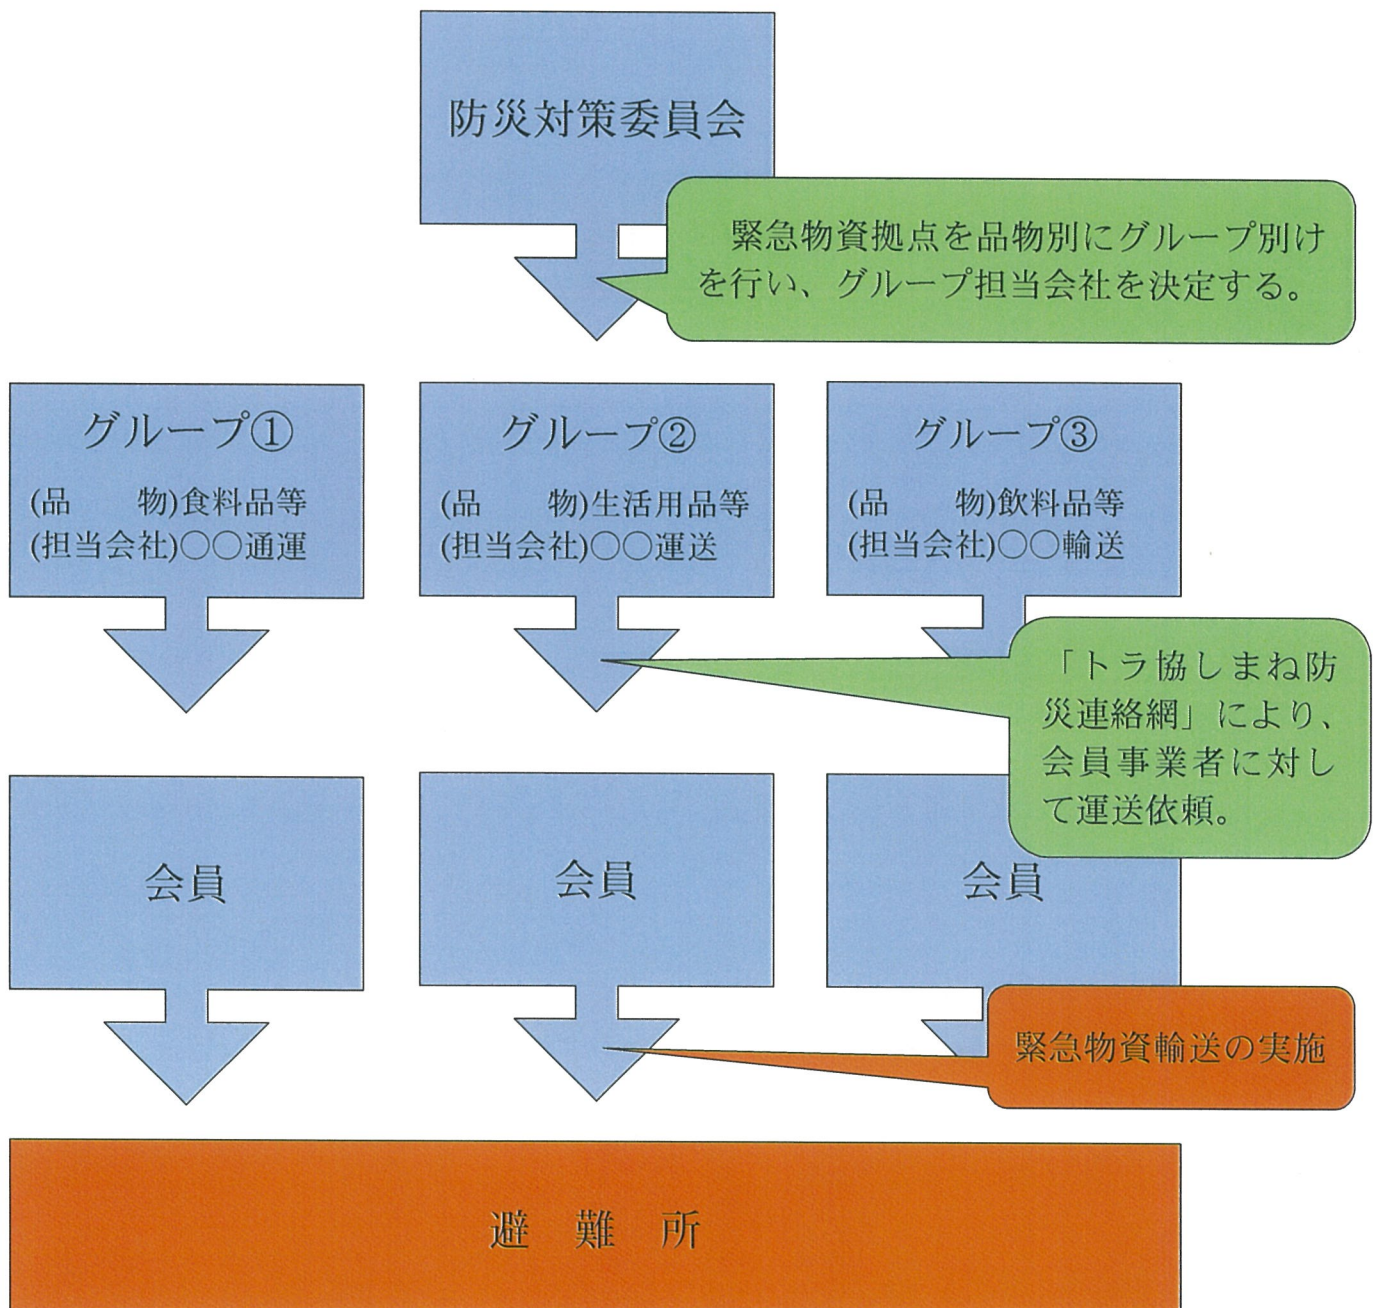 防災対策委員会
緊急物資拠点を品物別にグループ別け
を行い、グループ担当会社を決定する。
グループ①
(品　　物)食料品等
(担当会社)○○通運
グループ②
(品　　物)生活用品等
(担当会社)○○運送
グループ③
(品　　物)飲料品等
(担当会社)○○輸送
「トラ協しまね防
災連絡網」により、
会員事業者に対し
て運送依頼。
会員
会員
会員
緊急物資輸送の実施
避　難　所